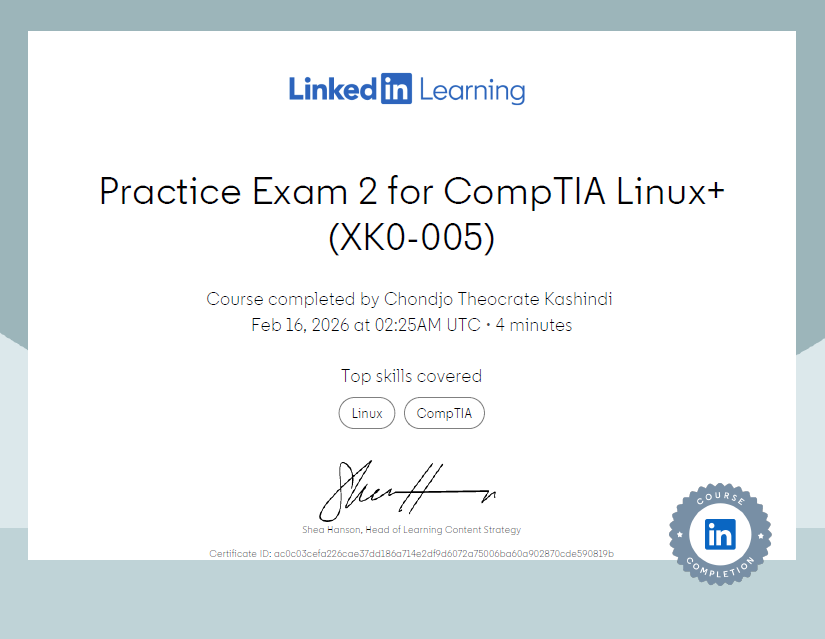 LinkedIn Learning
Practice Exam 2 for CompTIA Linux+
(XK0-005)
Course completed by Chondjo Theocrate Kashindi
Feb 16, 2026 at 02:25AM UTC • 4 minutes
Top skills covered
Linux
CompTIA
Shea Hanson, Head of Learning Content Strategy
Certificate ID: ac0c03cefa226cae37dd186a714e2df9d6072a75006ba60a902870cde590819b
COURSE
in
COMPLETION